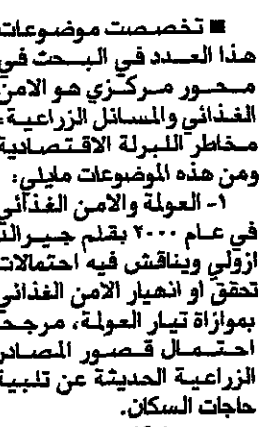 ■ تخصصت موضوعات
هذا العدد في البحث في
محور مركزي هو الامن
الغذائي والمسائل الزراعية،
مخاطر اللبرلة الاقتصادية
ومن هذه الموضوعات مايلي:
١- العولمة والامن الغذائي
في عام ٢٠٠٠ بقلم جيرالد
ازولي ويناقش فيه احتمالات
تحقق او انهيار الامن الغذائي
بموازاة تيار العولمة، مرجحا
احتمال قصور المصادر
الزراعية الحديثة عن تلبية
حاجات السكان.